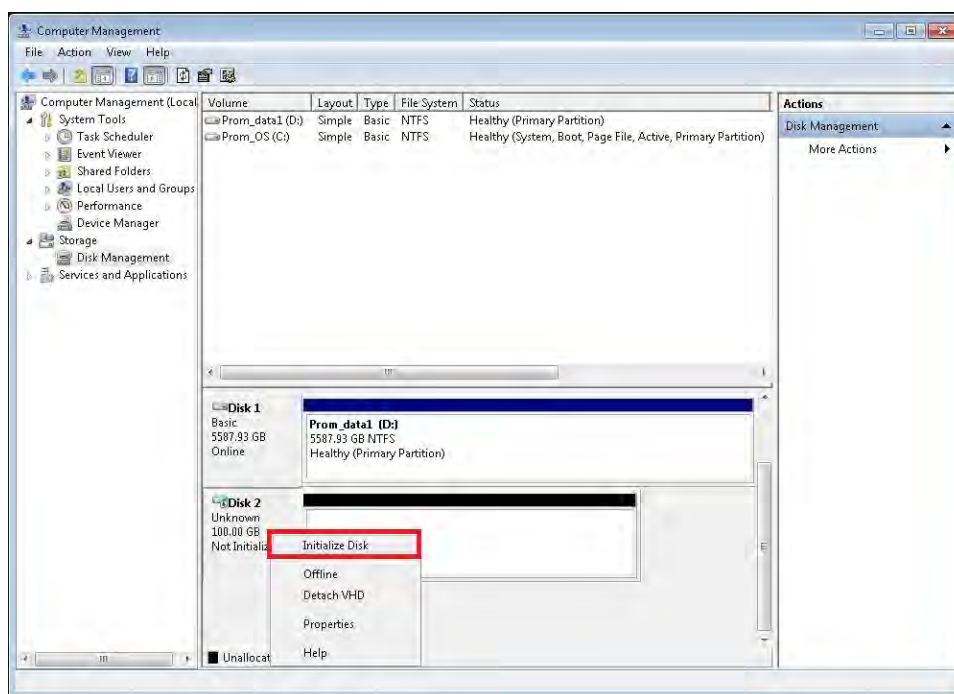 Computer Management
File Action View Help
Computer Management (Local
System Tools
Task Scheduler
Event Viewer
Shared Folders
Local Users and Groups
Performance
Device Manager
Storage
Disk Management
Services and Applications
Volume Layout Type File System Status
Prom_data1 (D:) Simple Basic NTFS Healthy (Primary Partition)
Prom_OS (C:) Simple Basic NTFS Healthy (System, Boot, Page File, Active, Primary Partition)
Disk 1
Basic
5587.93 GB
Online
Prom_data1 (D:)
5587.93 GB NTFS
Healthy (Primary Partition)
Disk 2
Unknown
100.00 GB
Not Initializ
Initialize Disk
Offline
Detach VHD
Properties
Help
Unallocat
Actions
Disk Management
More Actions